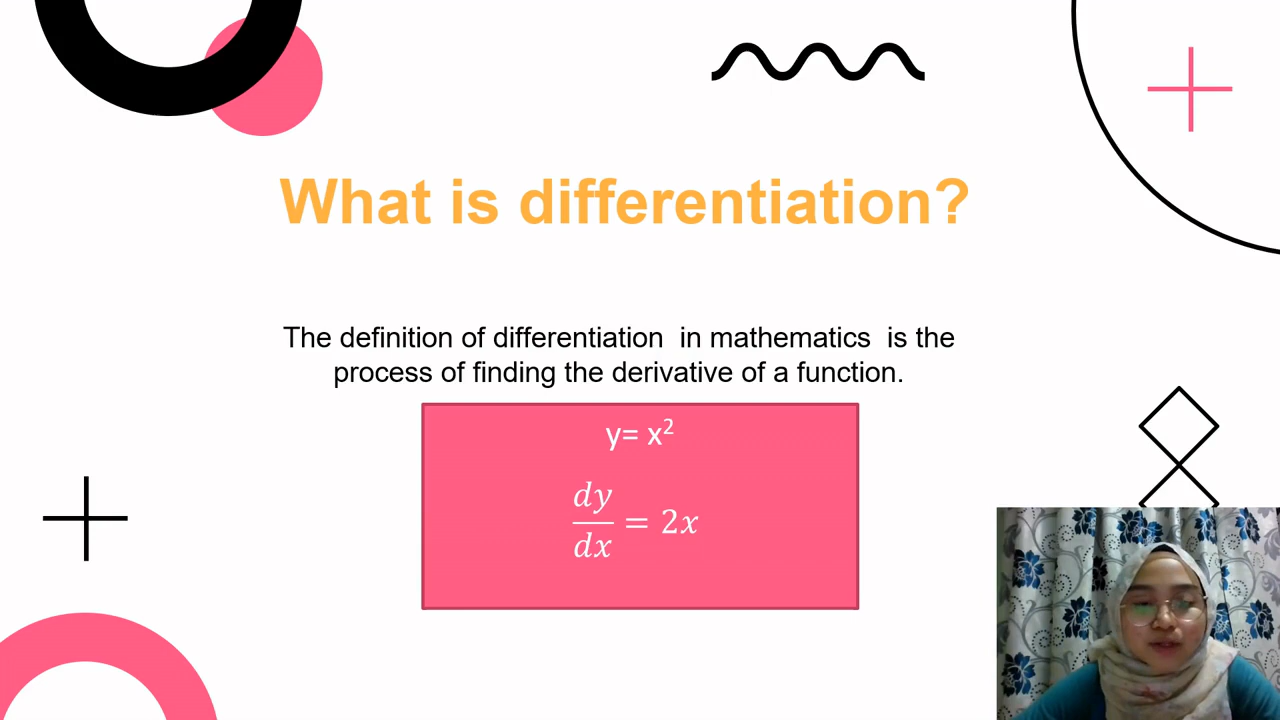 What is differentiation?
The definition of differentiation in mathematics is the
process of finding the derivative of a function.
y= x²
dy/dx = 2x